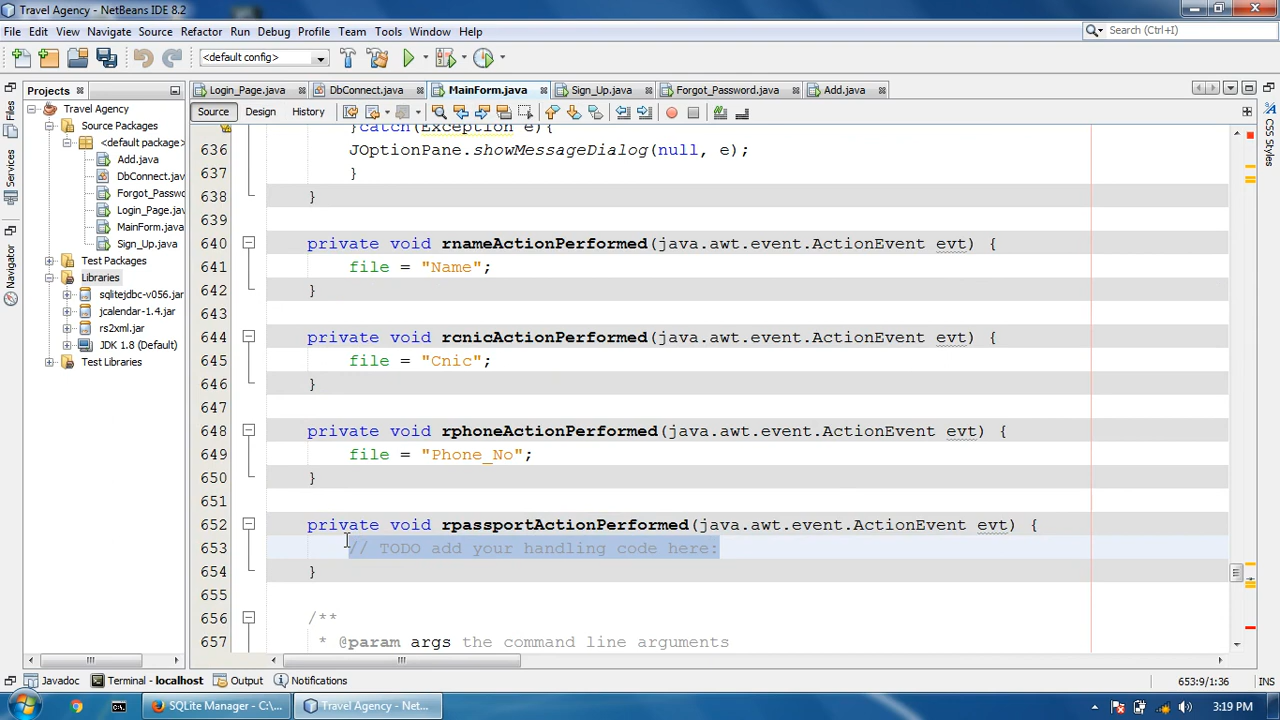 Travel Agency - NetBeans IDE 8.2
File Edit View Navigate Source Refactor Run Debug Profile Team Tools Window Help
Search (Ctrl+I)
<default config>
Projects
Login_Page.java DbConnect.java MainForm.java Sign_Up.java Forgot_Password.java Add.java
Source Design History
Files
Services
Navigator
CSS Styles
Travel Agency
Source Packages
<default package>
Add.java
DbConnect.java
Forgot_Passwo
Login_Page.java
MainForm.java
Sign_Up.java
Test Packages
Libraries
sqlitejdbc-v056.jar
jcalendar-1.4.jar
rs2xml.jar
JDK 1.8 (Default)
Test Libraries
}catch(Exception e){
636 JOptionPane.showMessageDialog(null, e);
637 }
638 }
639
640 private void rnameActionPerformed(java.awt.event.ActionEvent evt) {
641 file = "Name";
642 }
643
644 private void rcnicActionPerformed(java.awt.event.ActionEvent evt) {
645 file = "Cnic";
646 }
647
648 private void rphoneActionPerformed(java.awt.event.ActionEvent evt) {
649 file = "Phone_No";
650 }
651
652 private void rpassportActionPerformed(java.awt.event.ActionEvent evt) {
653 // TODO add your handling code here:
654 }
655
656 /**
657 * @param args the command line arguments
Javadoc Terminal - localhost Output Notifications
653:9/1:36 INS
SQLite Manager - C:\... Travel Agency - Net... 3:19 PM